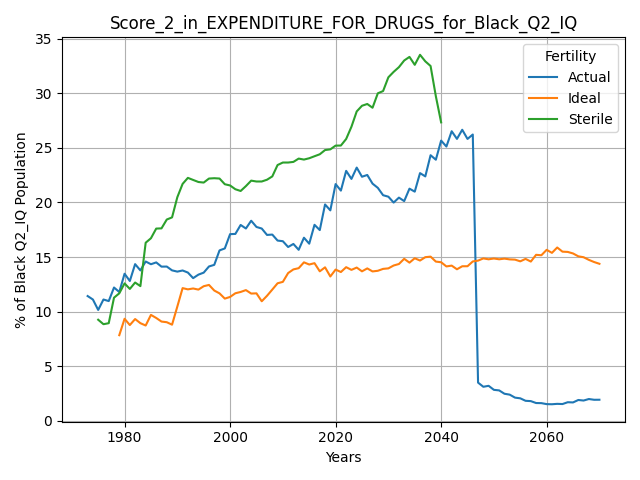 Score_2_in_EXPENDITURE_FOR_DRUGS_for_Black_Q2_IQ
% of Black Q2_IQ Population
35
30
25
20
15
10
5
0
Fertility
Actual
Ideal
Sterile
1980
2000
2020
2040
2060
Years